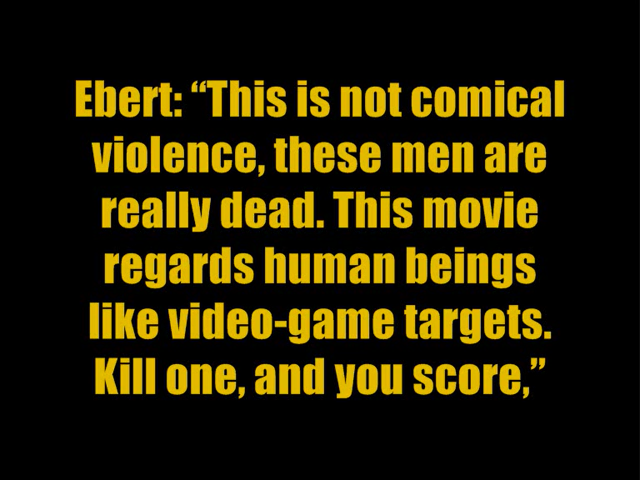 Ebert: “This is not comical
violence, these men are
really dead. This movie
regards human beings
like video-game targets.
Kill one, and you score,”